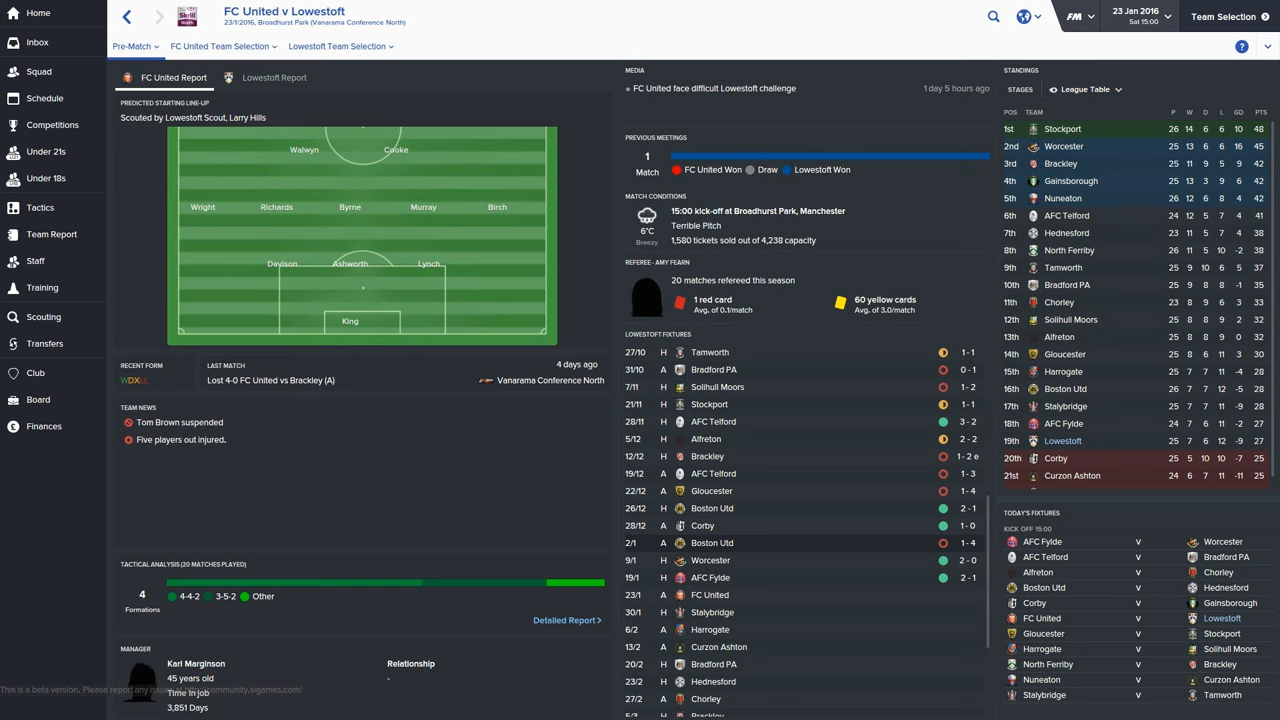 Home
Inbox
Squad
Schedule
Competitions
Under 21s
Under 18s
Tactics
Team Report
Staff
Training
Scouting
Transfers
Club
Board
Finances
FC United v Lowestoft
23/1/2016, Broadhurst Park (Vanarama Conference North)
FM
23 Jan 2016
Sat 15:00
Team Selection
Pre-Match
FC United Team Selection
Lowestoft Team Selection
?
FC United Report
Lowestoft Report
PREDICTED STARTING LINE-UP
Scouted by Lowestoft Scout, Larry Hills
Walwyn Cooke
Wright Richards Byrne Murray Birch
Davison Ashworth Lynch
King
RECENT FORM
WDXLL
LAST MATCH
4 days ago
Lost 4-0 FC United vs Brackley (A)
Vanarama Conference North
TEAM NEWS
Tom Brown suspended
Five players out injured.
TACTICAL ANALYSIS (20 MATCHES PLAYED)
4
Formations
4-4-2 3-5-2 Other
Detailed Report >
MANAGER
Karl Marginson
45 years old
Time in job
3,851 Days
Relationship
-
This is a beta version. Please report any issues at http://community.sigames.com/
MEDIA
FC United face difficult Lowestoft challenge 1 day 5 hours ago
PREVIOUS MEETINGS
1
Match
FC United Won Draw Lowestoft Won
MATCH CONDITIONS
6°C
Breezy
15:00 kick-off at Broadhurst Park, Manchester
Terrible Pitch
1,580 tickets sold out of 4,238 capacity
REFEREE - AMY FEARN
20 matches refereed this season
1 red card
Avg. of 0.1/match
60 yellow cards
Avg. of 3.0/match
LOWESTOFT FIXTURES
27/10 H Tamworth 1-1
31/10 A Bradford PA 0-1
7/11 H Solihull Moors 1-2
21/11 H Stockport 1-1
28/11 H AFC Telford 3-2
5/12 H Alfreton 2-2
12/12 H Brackley 1-2 e
19/12 A AFC Telford 1-3
22/12 A Gloucester 1-4
26/12 H Boston Utd 2-1
28/12 A Corby 1-0
2/1 A Boston Utd 1-4
9/1 H Worcester 2-0
19/1 H AFC Fylde 2-1
23/1 A FC United
30/1 H Stalybridge
6/2 A Harrogate
13/2 A Curzon Ashton
20/2 H Bradford PA
23/2 H Hednesford
27/2 A Chorley
5/3 H Brackley
STANDINGS
STAGES League Table
POS TEAM P W D L GD PTS
1st Stockport 26 14 6 6 10 48
2nd Worcester 25 13 6 6 16 45
3rd Brackley 25 11 9 5 9 42
4th Gainsborough 25 13 3 9 6 42
5th Nuneaton 26 12 6 8 4 42
6th AFC Telford 24 12 5 7 4 41
7th Hednesford 23 11 5 7 4 38
8th North Ferriby 26 11 5 10 -2 38
9th Tamworth 25 9 10 6 5 37
10th Bradford PA 25 9 8 8 -1 35
11th Chorley 23 8 9 6 3 33
12th Solihull Moors 25 8 8 9 2 32
13th Alfreton 25 8 8 9 0 32
14th Gloucester 25 8 6 11 3 30
15th Harrogate 25 7 7 11 -4 28
16th Boston Utd 26 7 7 12 -5 28
17th Stalybridge 25 7 7 11 -9 28
18th AFC Fylde 24 7 6 11 -2 27
19th Lowestoft 25 7 6 12 -9 27
20th Corby 25 5 10 10 -7 25
21st Curzon Ashton 24 6 7 11 -11 25
TODAY'S FIXTURES
KICK OFF 15:00
AFC Fylde v Worcester
AFC Telford v Bradford PA
Alfreton v Chorley
Boston Utd v Hednesford
Corby v Gainsborough
FC United v Lowestoft
Gloucester v Stockport
Harrogate v Solihull Moors
North Ferriby v Brackley
Nuneaton v Curzon Ashton
Stalybridge v Tamworth